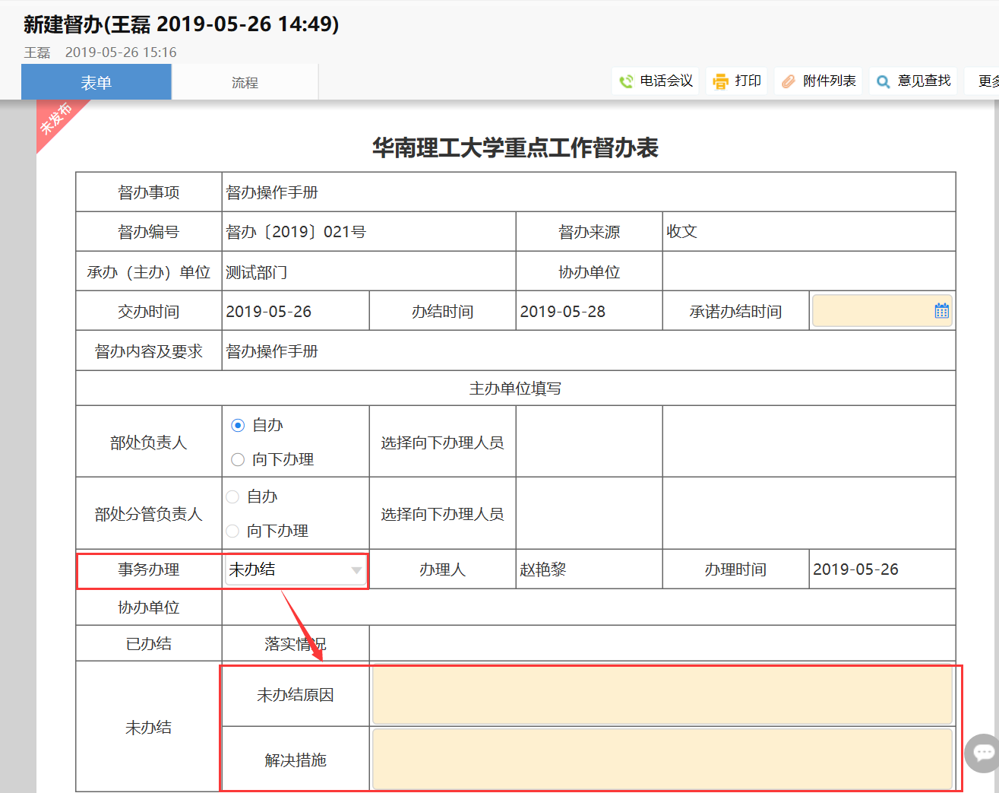 新建督办(王磊 2019-05-26 14:49)
王磊 2019-05-26 15:16
表单 流程 电话会议 打印 附件列表 意见查找 更多
未发布
华南理工大学重点工作督办表
督办事项 督办操作手册
督办编号 督办〔2019〕021号 督办来源 收文
承办（主办）单位 测试部门 协办单位
交办时间 2019-05-26 办结时间 2019-05-28 承诺办结时间
督办内容及要求 督办操作手册
主办单位填写
部处负责人 自办 向下办理 选择向下办理人员
部处分管负责人 自办 向下办理 选择向下办理人员
事务办理 未办结 办理人 赵艳黎 办理时间 2019-05-26
协办单位
已办结 落实情况
未办结 未办结原因
解决措施